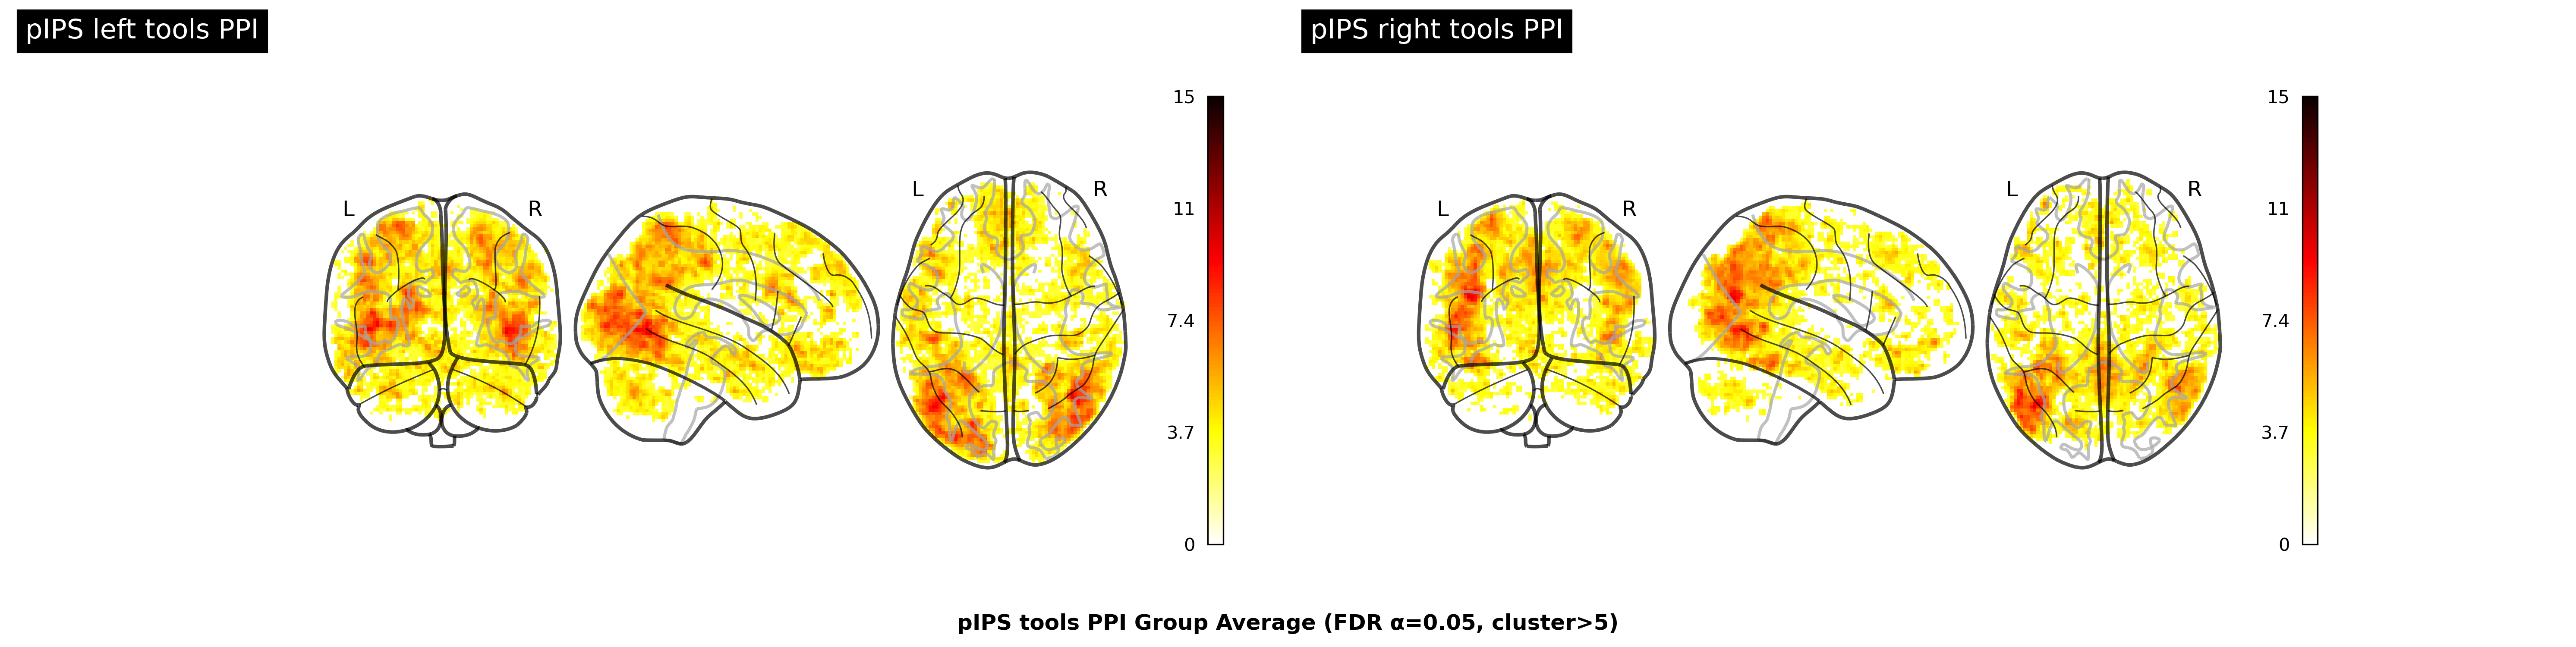 pIPS left tools PPI
pIPS right tools PPI
L
R
L
R
15
11
7.4
3.7
0
L
R
L
R
15
11
7.4
3.7
0
pIPS tools PPI Group Average (FDR α=0.05, cluster>5)